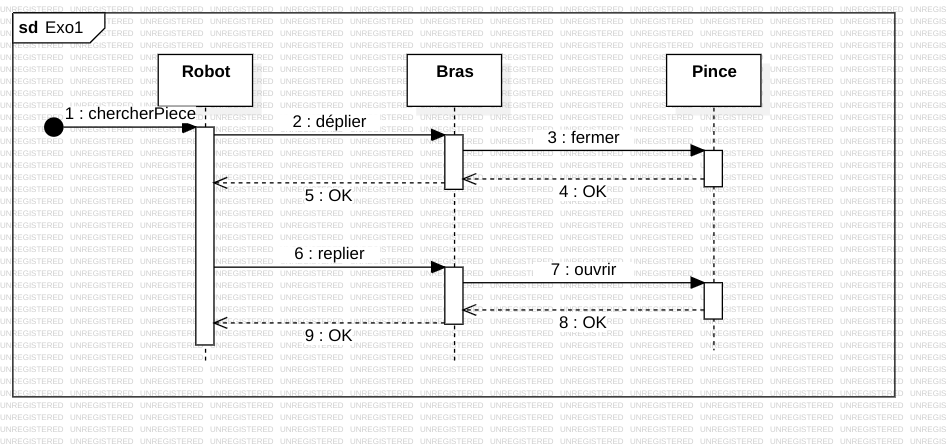 sd Exo1
Robot
Bras
Pince
1 : chercherPiece
2 : déplier
3 : fermer
4 : OK
5 : OK
6 : replier
7 : ouvrir
8 : OK
9 : OK
UNREGISTERED